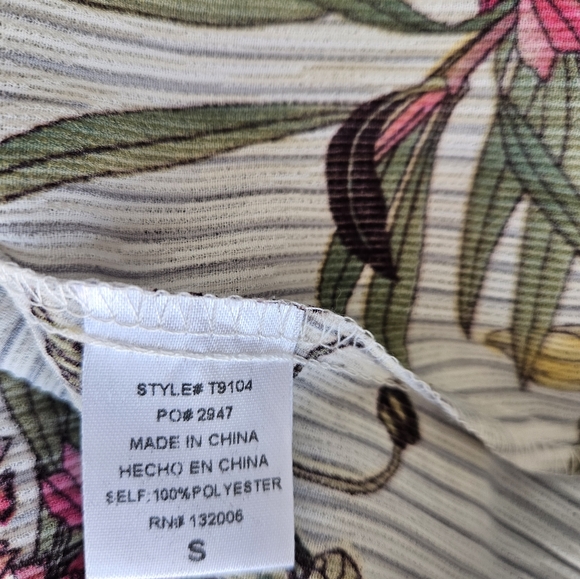 STYLE# T9104
PO# 2947
MADE IN CHINA
HECHO EN CHINA
SELF:100%POLYESTER
RN# 132006
S